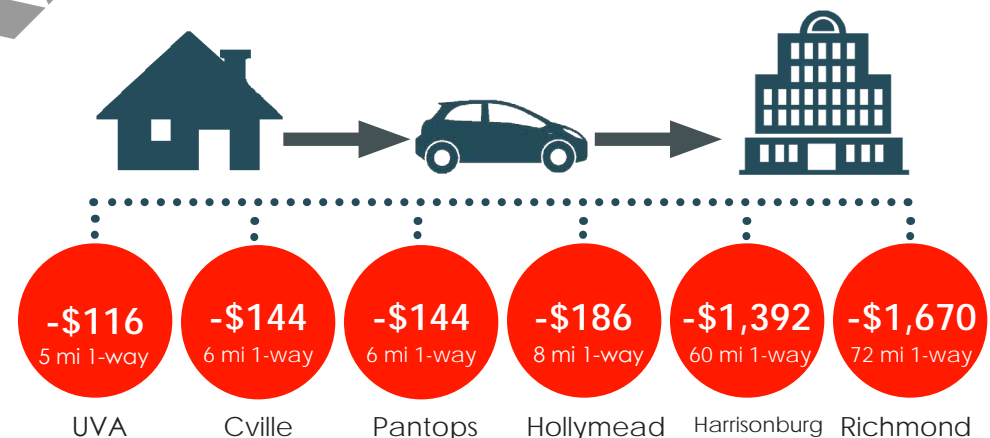 -$116
5 mi 1-way
UVA
-$144
6 mi 1-way
Cville
-$144
6 mi 1-way
Pantops
-$186
8 mi 1-way
Hollymead
-$1,392
60 mi 1-way
Harrisonburg
-$1,670
72 mi 1-way
Richmond